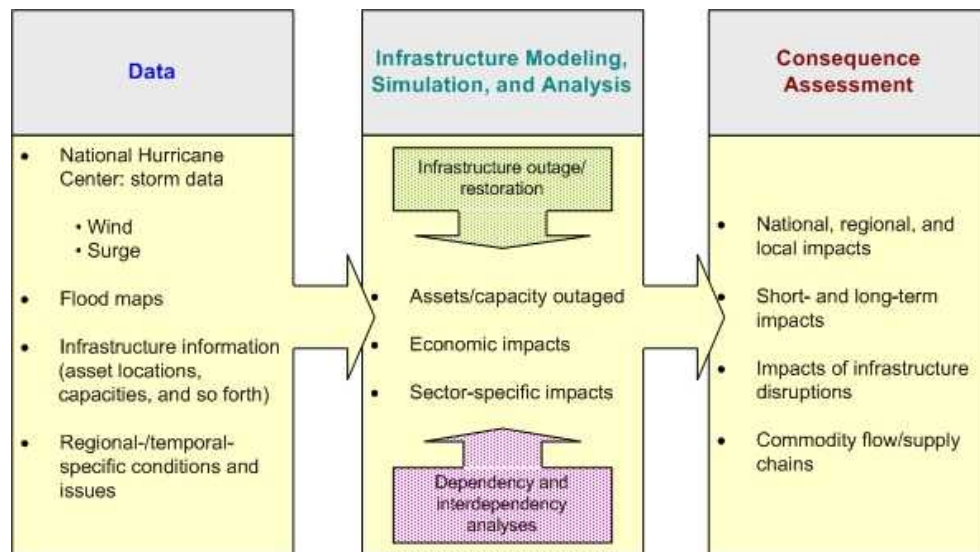 Data
• National Hurricane
Center: storm data
• Wind
• Surge
• Flood maps
• Infrastructure information
(asset locations,
capacities, and so forth)
• Regional-/temporal-
specific conditions and
issues
Infrastructure Modeling,
Simulation, and Analysis
Infrastructure outage/
restoration
• Assets/capacity outaged
• Economic impacts
• Sector-specific impacts
Dependency and
interdependency
analyses
Consequence
Assessment
• National, regional, and
local impacts
• Short- and long-term
impacts
• Impacts of infrastructure
disruptions
• Commodity flow/supply
chains